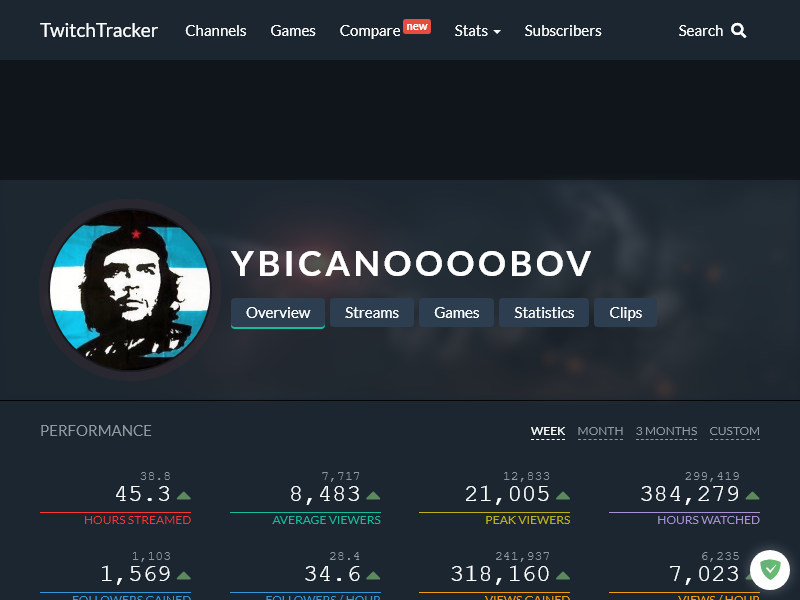 TwitchTracker Channels Games Compare new Stats Subscribers Search
YBICANOOOOBOV
Overview Streams Games Statistics Clips
PERFORMANCE WEEK MONTH 3 MONTHS CUSTOM
38.8 7,717 12,833 299,419
45.3 8,483 21,005 384,279
HOURS STREAMED AVERAGE VIEWERS PEAK VIEWERS HOURS WATCHED
1,103 28.4 241,937 6,235
1,569 34.6 318,160 7,023
FOLLOWERS GAINED FOLLOWERS / HOUR VIEWS GAINED VIEWS / HOUR